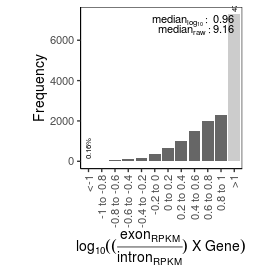 median_log₁₀: 0.96
median_raw: 9.16
6000
4000
2000
0
Frequency
0.16%
<-1
-1 to -0.8
-0.8 to -0.6
-0.6 to -0.4
-0.4 to -0.2
-0.2 to 0
0 to 0.2
0.2 to 0.4
0.4 to 0.6
0.6 to 0.8
0.8 to 1
>1
log₁₀((exon_RPKM/intron_RPKM) X Gene)